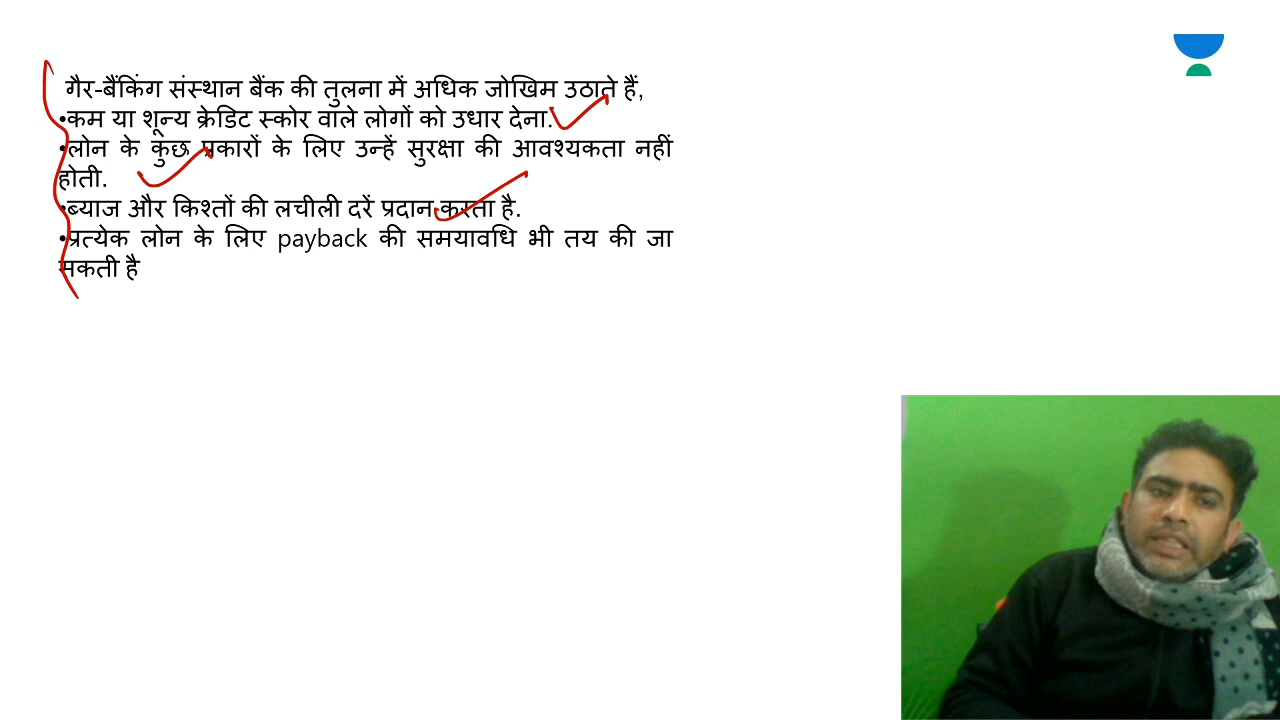 गैर-बैंकिंग संस्थान बैंक की तुलना में अधिक जोखिम उठाते हैं,
•कम या शून्य क्रेडिट स्कोर वाले लोगों को उधार देना.
•लोन के कुछ प्रकारों के लिए उन्हें सुरक्षा की आवश्यकता नहीं
होती.
•ब्याज और किश्तों की लचीली दरें प्रदान करता है.
•प्रत्येक लोन के लिए payback की समयावधि भी तय की जा
सकती है